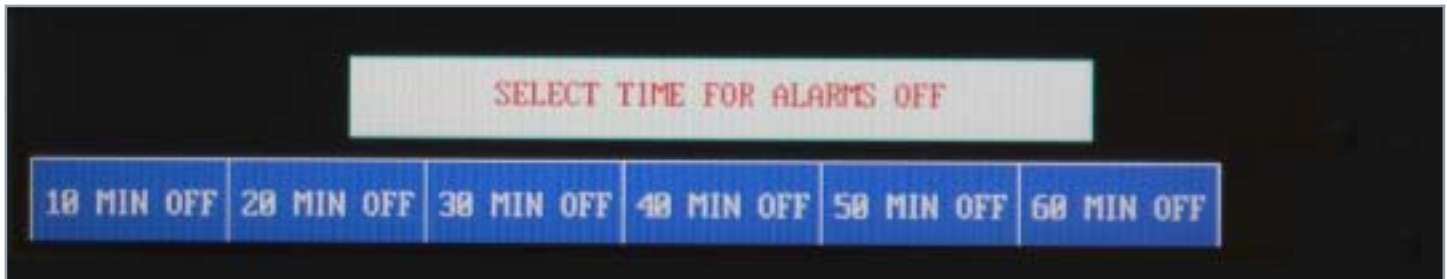 SELECT TIME FOR ALARMS OFF
10 MIN OFF 20 MIN OFF 30 MIN OFF 40 MIN OFF 50 MIN OFF 60 MIN OFF